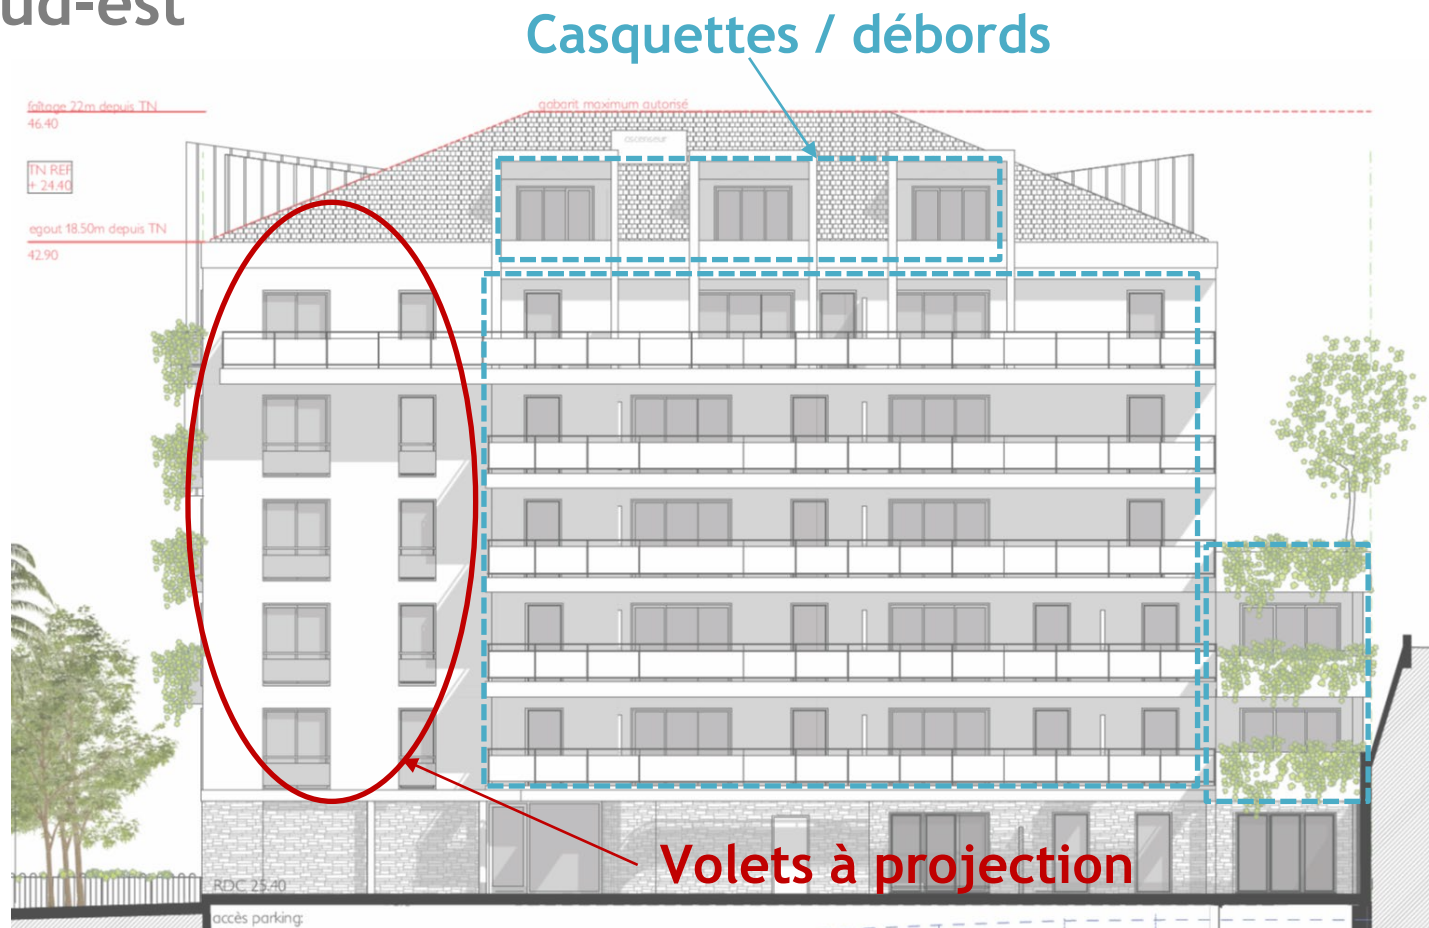 ud-est
Casquettes / débords
faîtage 22m depuis TN
46.40
gabarit maximum autorisé
ascenseur
TN REF
+ 24.40
egout 18.50m depuis TN
42.90
Volets à projection
RDC 25.40
accès parking: